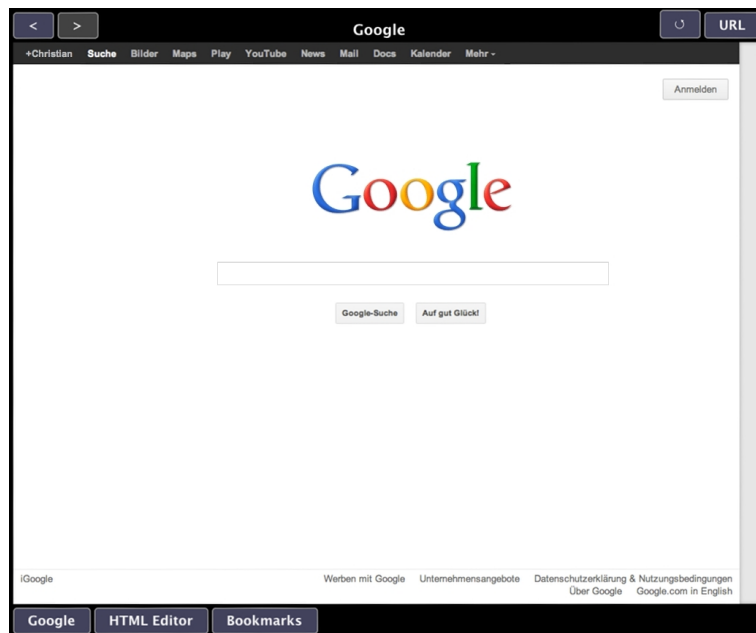 < > Google ↺ URL
+Christian Suche Bilder Maps Play YouTube News Mail Docs Kalender Mehr
Anmelden
Google
Google-Suche Auf gut Glück!
iGoogle Werben mit Google Unternehmensangebote Datenschutzerklärung & Nutzungsbedingungen
Über Google Google.com in English
Google HTML Editor Bookmarks